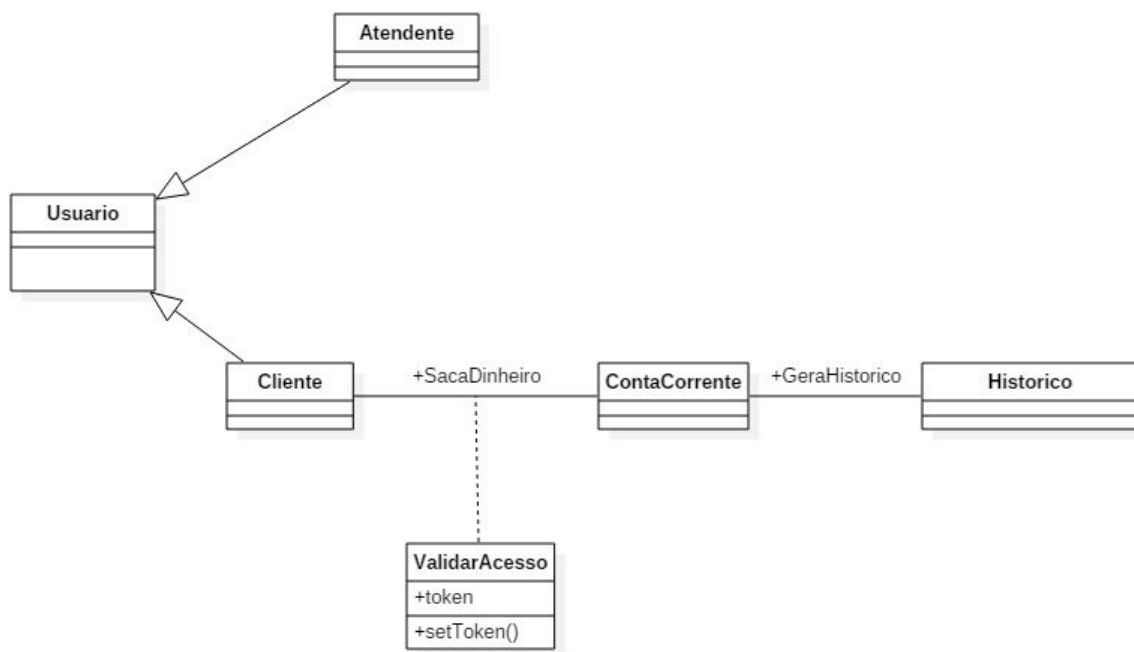 Atendente
Usuario
Cliente
+SacaDinheiro
ContaCorrente
+GeraHistorico
Historico
ValidarAcesso
+token
+setToken()